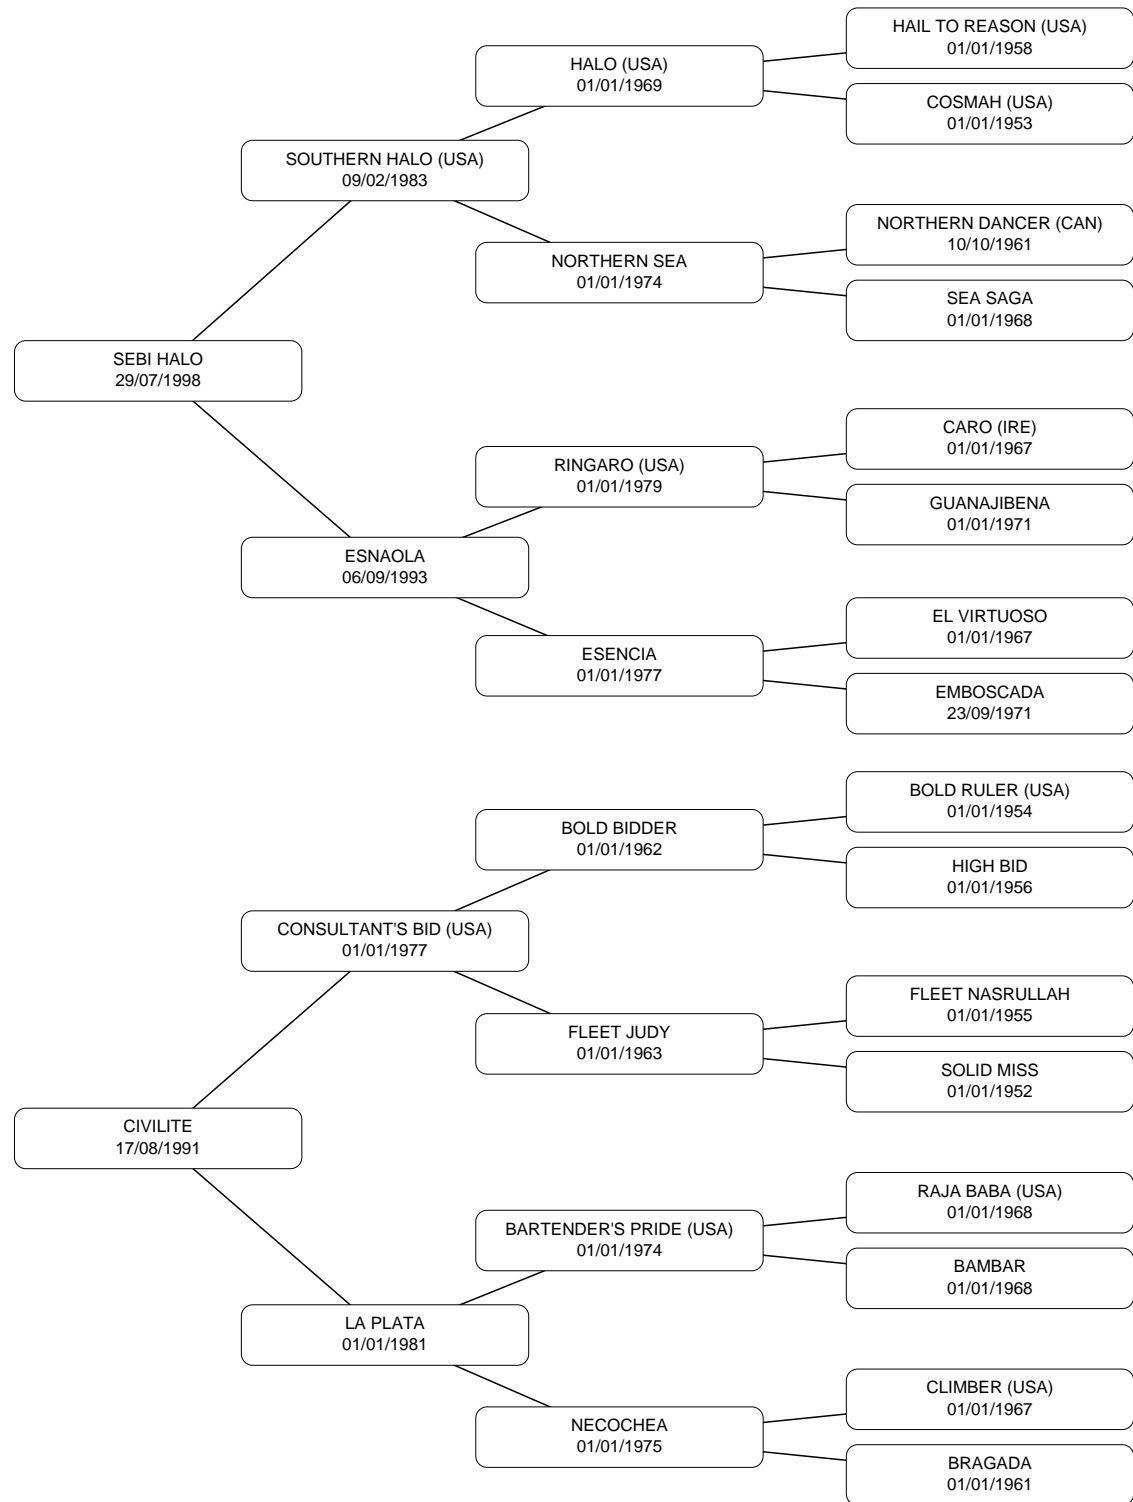 HAIL TO REASON (USA)
01/01/1958
HALO (USA)
01/01/1969
COSMAH (USA)
01/01/1953
SOUTHERN HALO (USA)
09/02/1983
NORTHERN DANCER (CAN)
10/10/1961
NORTHERN SEA
01/01/1974
SEA SAGA
01/01/1968
SEBI HALO
29/07/1998
CARO (IRE)
01/01/1967
RINGARO (USA)
01/01/1979
GUANAJIBENA
01/01/1971
ESNAOLA
06/09/1993
EL VIRTUOSO
01/01/1967
ESENCIA
01/01/1977
EMBOSCADA
23/09/1971
BOLD RULER (USA)
01/01/1954
BOLD BIDDER
01/01/1962
HIGH BID
01/01/1956
CONSULTANT'S BID (USA)
01/01/1977
FLEET NASRULLAH
01/01/1955
FLEET JUDY
01/01/1963
SOLID MISS
01/01/1952
CIVILITE
17/08/1991
RAJA BABA (USA)
01/01/1968
BARTENDER'S PRIDE (USA)
01/01/1974
BAMBAR
01/01/1968
LA PLATA
01/01/1981
CLIMBER (USA)
01/01/1967
NECOCHEA
01/01/1975
BRAGADA
01/01/1961